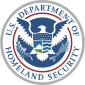 U.S. DEPARTMENT OF
HOMELAND SECURITY